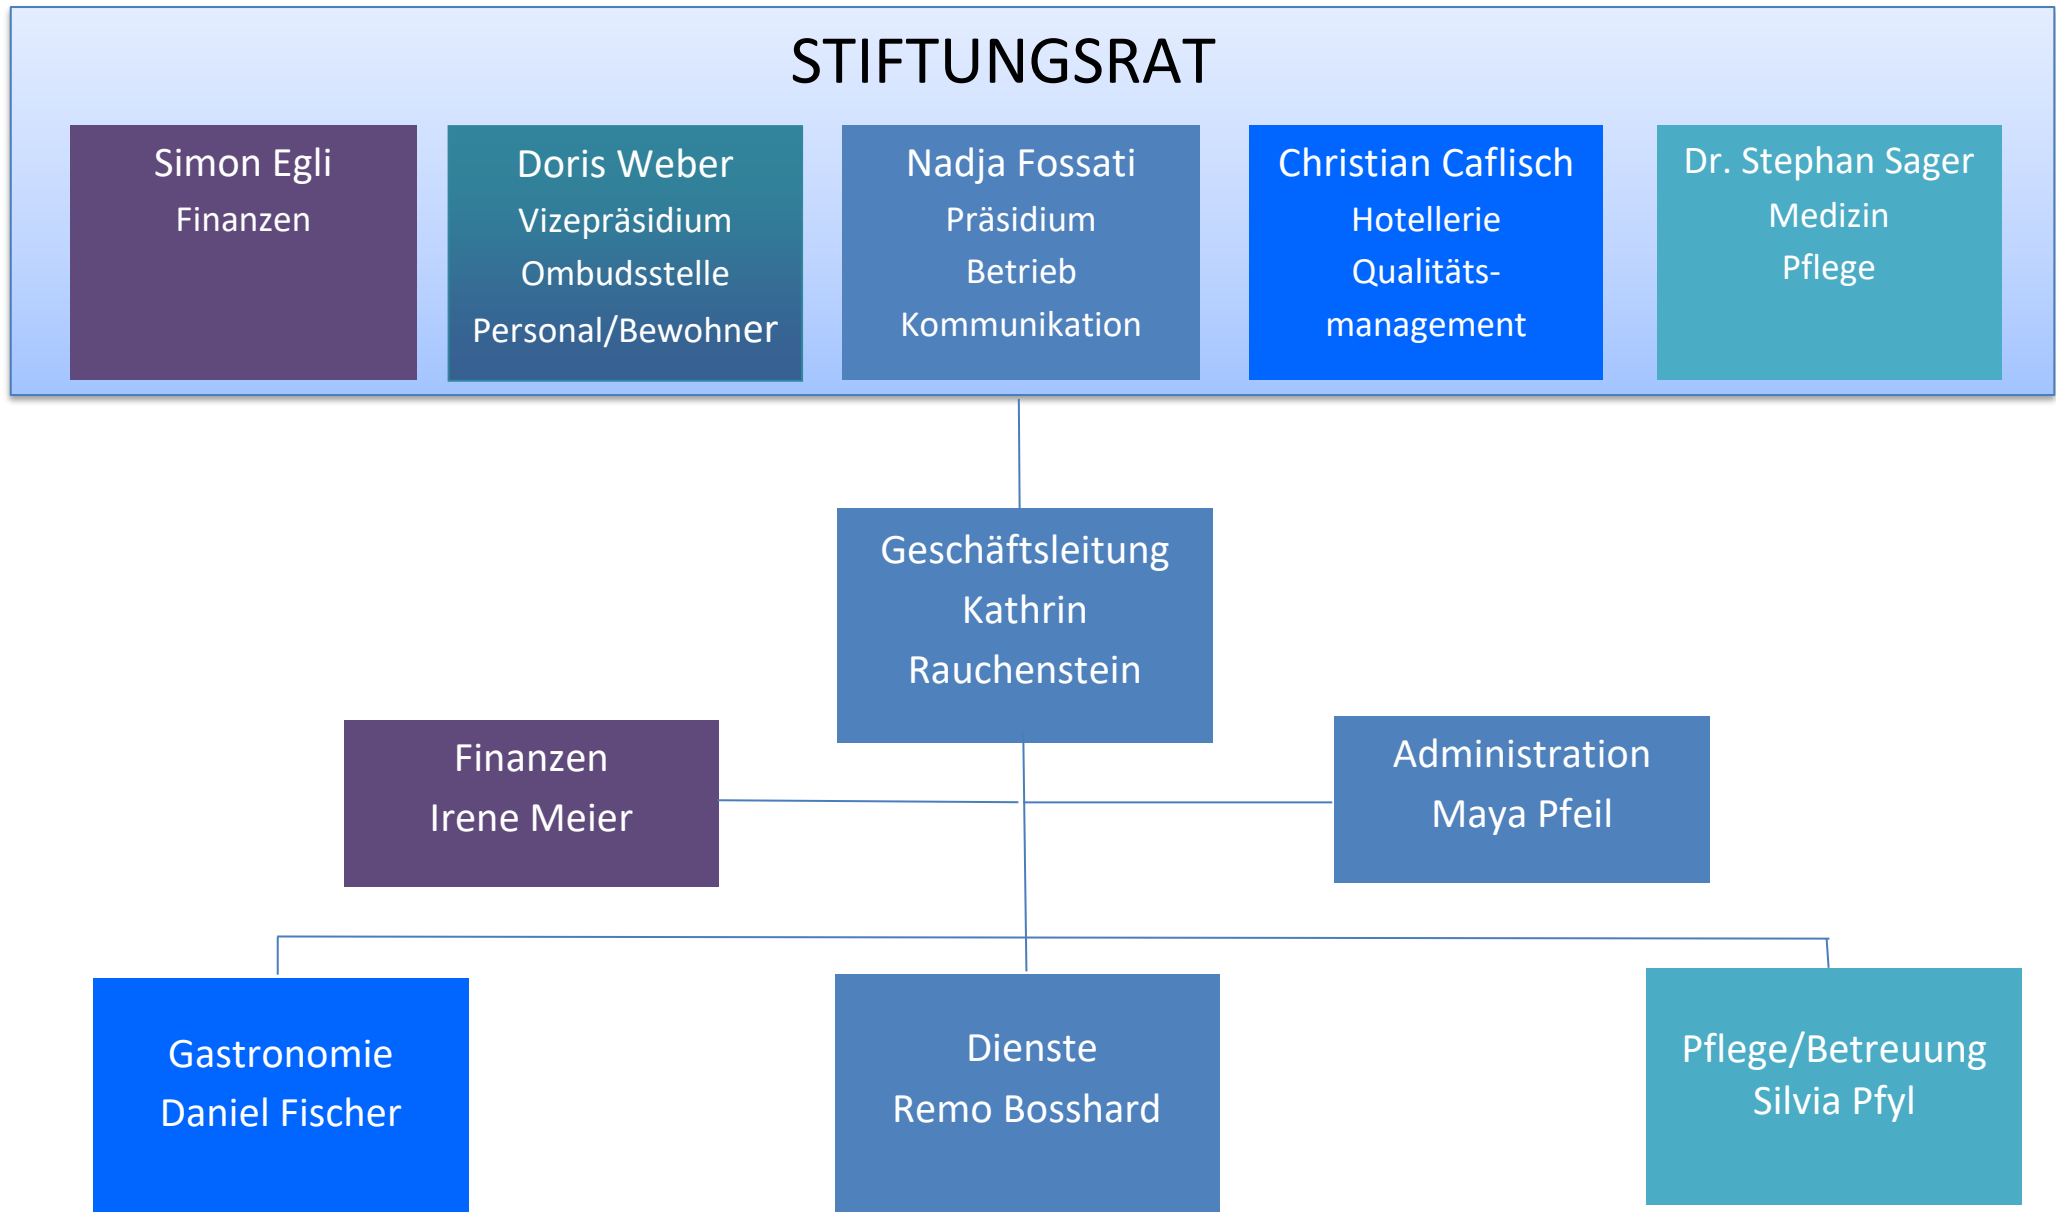 STIFTUNGSRAT
Simon Egli
Finanzen
Doris Weber
Vizepräsidium
Ombudsstelle
Personal/Bewohner
Nadja Fossati
Präsidium
Betrieb
Kommunikation
Christian Caflisch
Hotellerie
Qualitäts-
management
Dr. Stephan Sager
Medizin
Pflege
Geschäftsleitung
Kathrin
Rauchenstein
Finanzen
Irene Meier
Administration
Maya Pfeil
Gastronomie
Daniel Fischer
Dienste
Remo Bosshard
Pflege/Betreuung
Silvia Pfyl